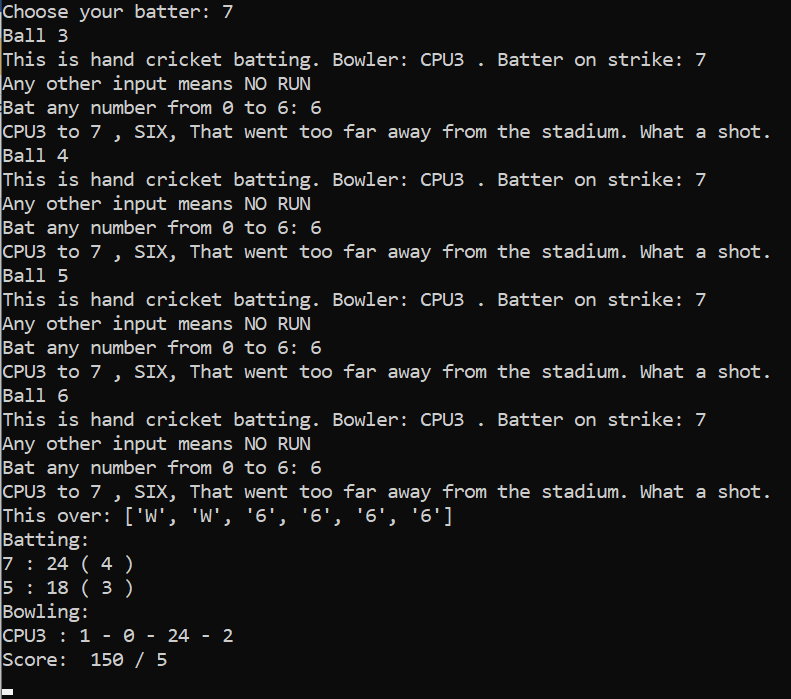 Choose your batter: 7
Ball 3
This is hand cricket batting. Bowler: CPU3 . Batter on strike: 7
Any other input means NO RUN
Bat any number from 0 to 6: 6
CPU3 to 7 , SIX, That went too far away from the stadium. What a shot.
Ball 4
This is hand cricket batting. Bowler: CPU3 . Batter on strike: 7
Any other input means NO RUN
Bat any number from 0 to 6: 6
CPU3 to 7 , SIX, That went too far away from the stadium. What a shot.
Ball 5
This is hand cricket batting. Bowler: CPU3 . Batter on strike: 7
Any other input means NO RUN
Bat any number from 0 to 6: 6
CPU3 to 7 , SIX, That went too far away from the stadium. What a shot.
Ball 6
This is hand cricket batting. Bowler: CPU3 . Batter on strike: 7
Any other input means NO RUN
Bat any number from 0 to 6: 6
CPU3 to 7 , SIX, That went too far away from the stadium. What a shot.
This over: ['W', 'W', '6', '6', '6', '6']
Batting:
7 : 24 ( 4 )
5 : 18 ( 3 )
Bowling:
CPU3 : 1 - 0 - 24 - 2
Score:  150 / 5